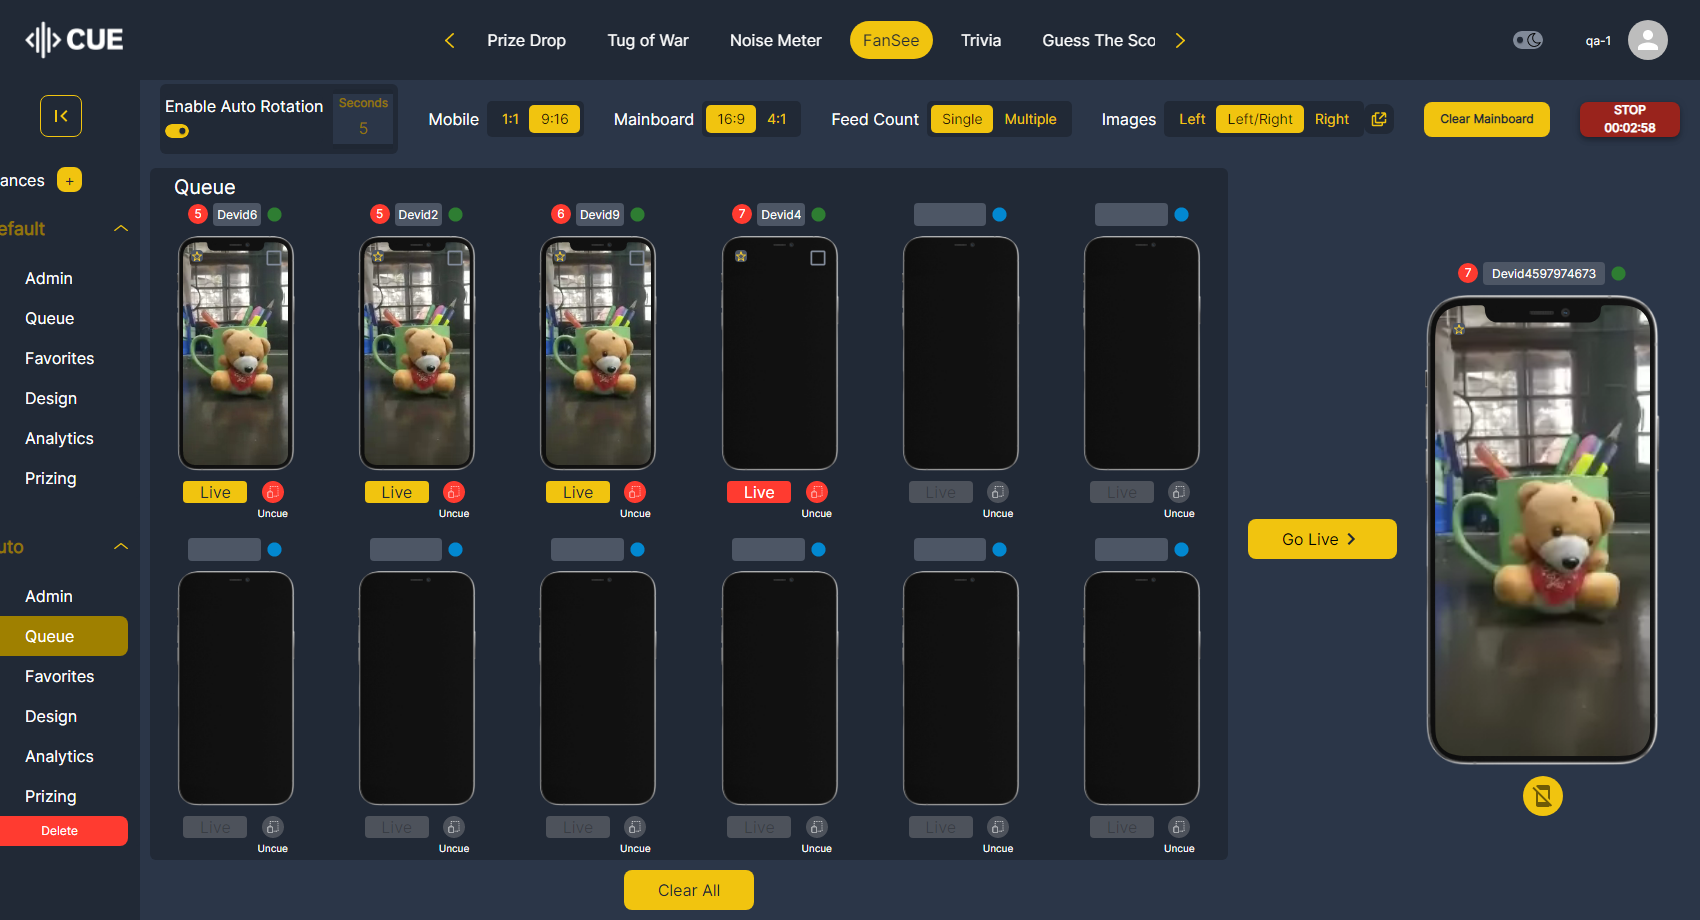 CUE
Prize Drop
Tug of War
Noise Meter
FanSee
Trivia
Guess The Sco
qa-1
Enable Auto Rotation
Seconds
5
Mobile
1:1
9:16
Mainboard
16:9
4:1
Feed Count
Single
Multiple
Images
Left
Left/Right
Right
Clear Mainboard
STOP
00:02:58
ances
+
efault
Admin
Queue
Favorites
Design
Analytics
Prizing
uto
Admin
Queue
Favorites
Design
Analytics
Prizing
Delete
Queue
5 Devid6
5 Devid2
6 Devid9
7 Devid4
Live
Uncue
Live
Uncue
Live
Uncue
Live
Uncue
Live
Uncue
Live
Uncue
Live
Uncue
Live
Uncue
Live
Uncue
Live
Uncue
Live
Uncue
Live
Uncue
Clear All
Go Live
7 Devid4597974673